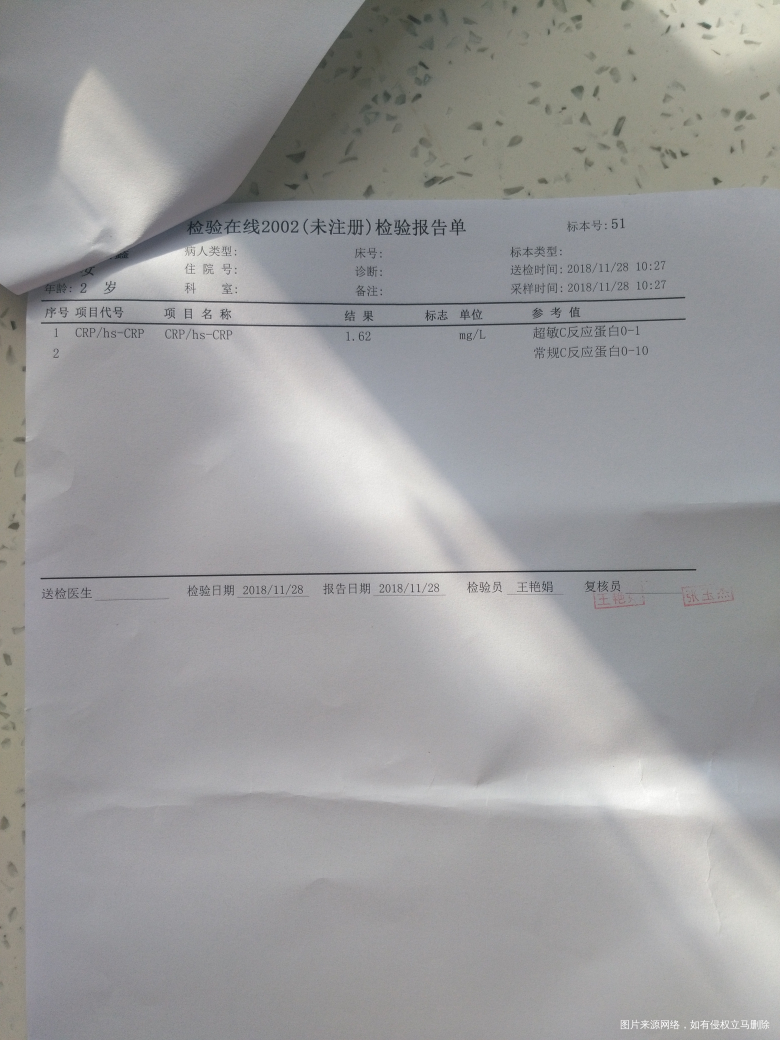 检验在线2002(未注册)检验报告单 标本号:51
病人类型: 床号: 标本类型:
女 住 院 号: 诊断: 送检时间: 2018/11/28 10:27
年龄: 2 岁 科 室: 备注: 采样时间: 2018/11/28 10:27
序号 项目代号 项 目 名 称 结 果 标志 单位 参 考 值
1 CRP/hs-CRP CRP/hs-CRP 1.62 mg/L 超敏C反应蛋白0-1
2 常规C反应蛋白0-10
送检医生 检验日期 2018/11/28 报告日期 2018/11/28 检验员 王艳娟 复核员
图片来源网络，如有侵权立马删除